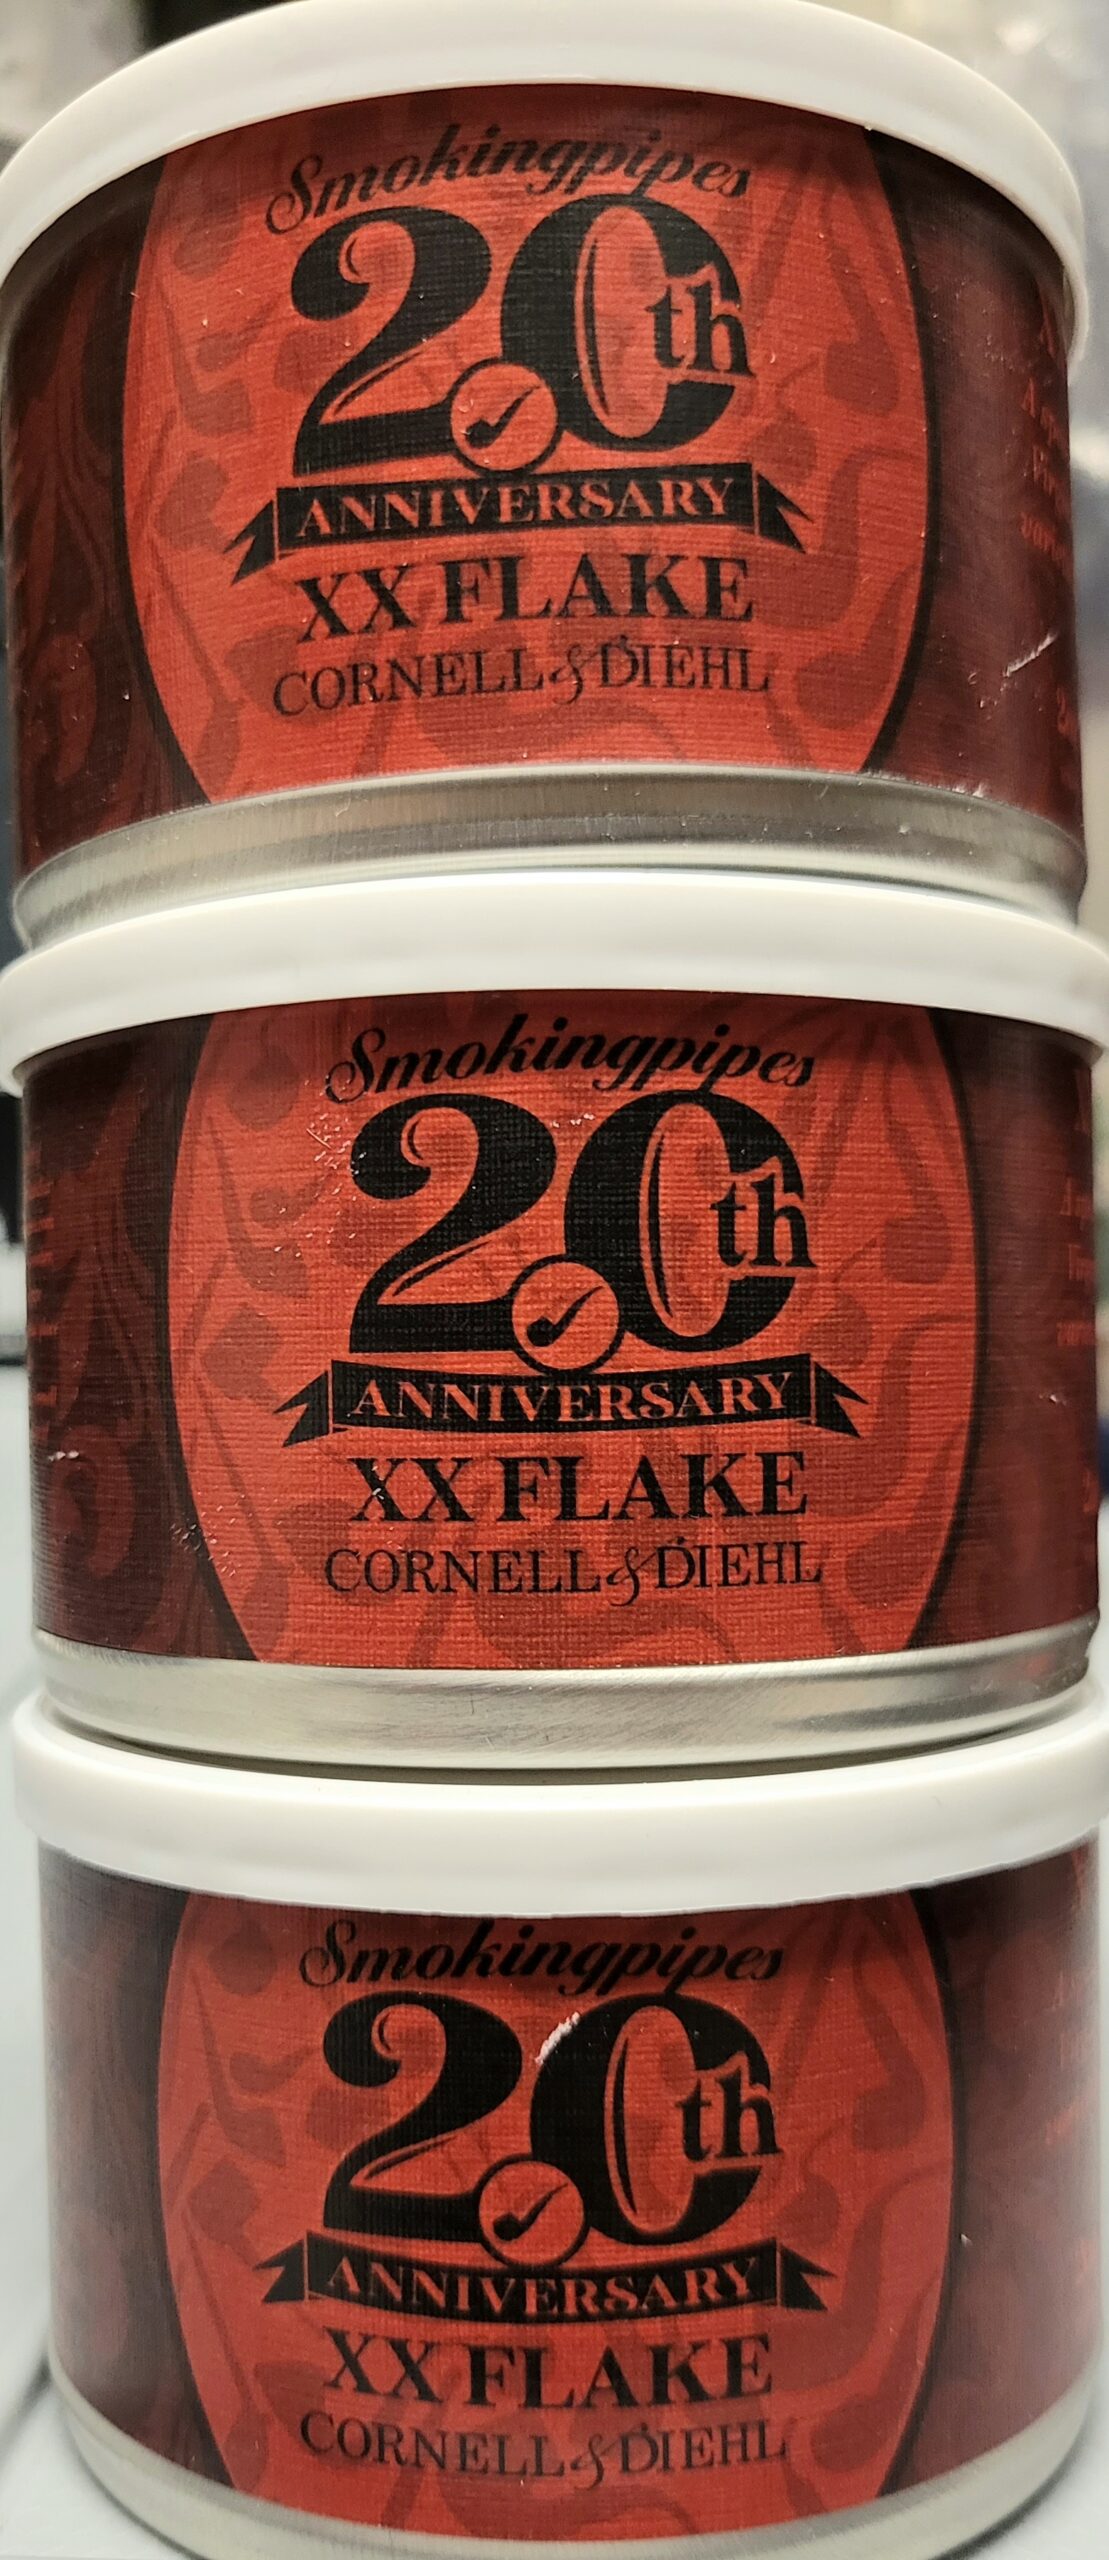 Smokingpipes
20th
ANNIVERSARY
XX FLAKE
CORNELL & DIEHL
Smokingpipes
20th
ANNIVERSARY
XX FLAKE
CORNELL & DIEHL
Smokingpipes
20th
ANNIVERSARY
XX FLAKE
CORNELL & DIEHL